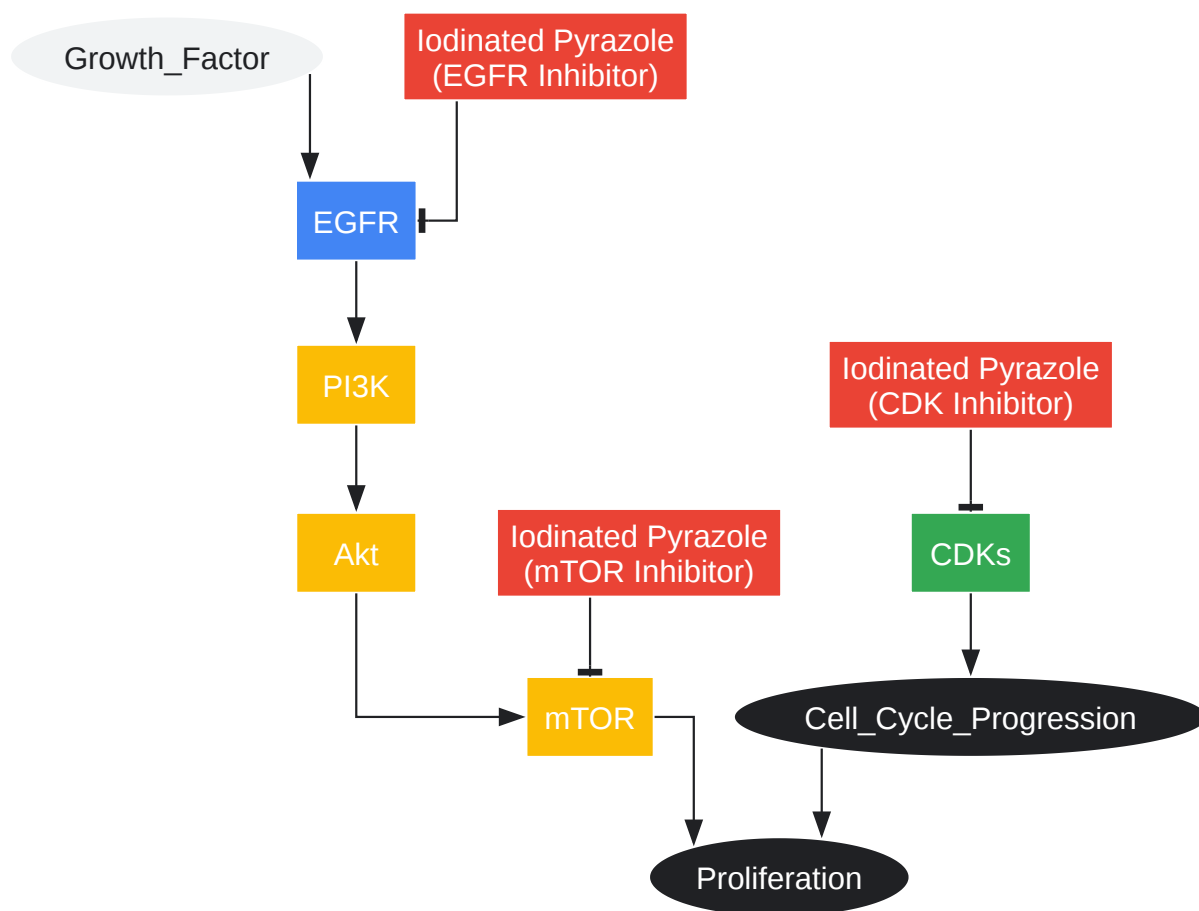 Growth_Factor
Iodinated Pyrazole
(EGFR Inhibitor)
EGFR
PI3K
Iodinated Pyrazole
(CDK Inhibitor)
Akt
Iodinated Pyrazole
(mTOR Inhibitor)
CDKs
mTOR
Cell_Cycle_Progression
Proliferation